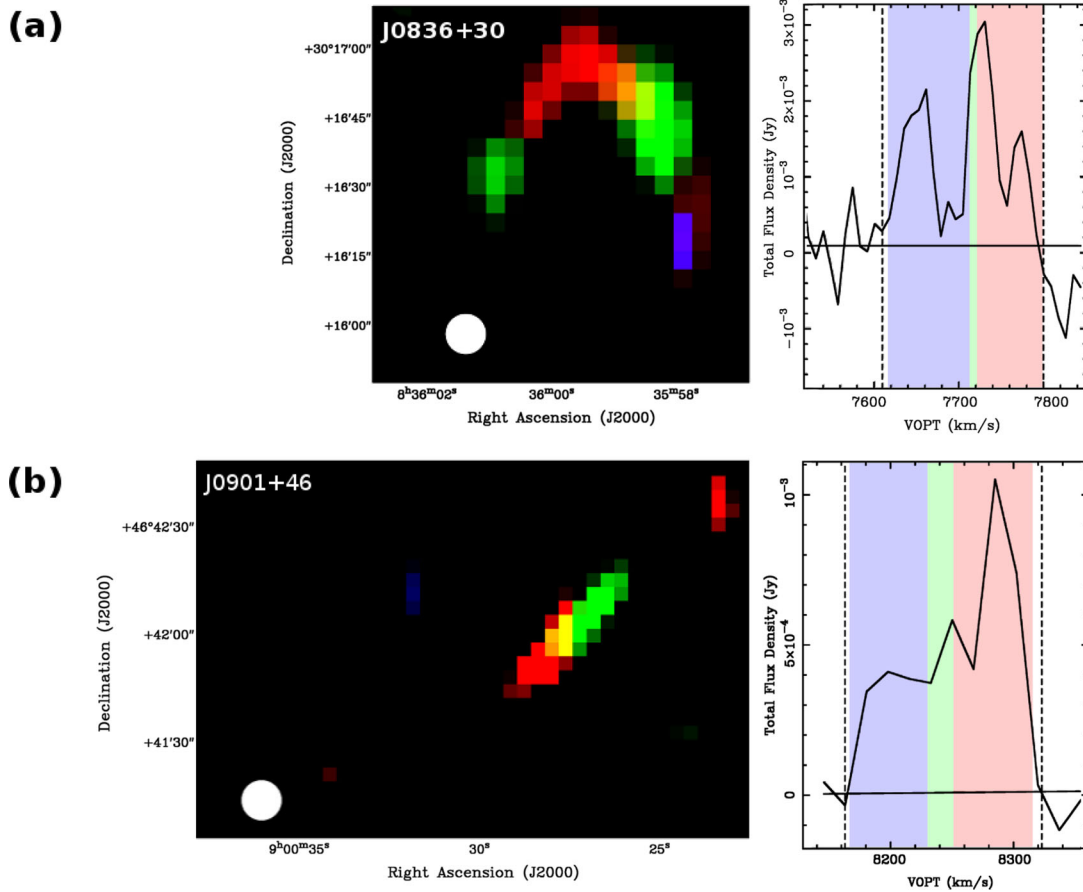 (a)
J0836+30
+30°17'00"
+16'45"
+16'30"
+16'15"
+16'00"
Declination (J2000)
8ʰ36ᵐ02ˢ
36ᵐ00ˢ
35ᵐ58ˢ
Right Ascension (J2000)
3×10⁻³
2×10⁻³
10⁻³
0
−10⁻³
Total Flux Density (Jy)
7600
7700
7800
VOPT (km/s)
(b)
J0901+46
+46°42'30"
+42'00"
+41'30"
Declination (J2000)
9ʰ00ᵐ35ˢ
30ˢ
25ˢ
Right Ascension (J2000)
10⁻³
5×10⁻⁴
0
Total Flux Density (Jy)
8200
8300
VOPT (km/s)